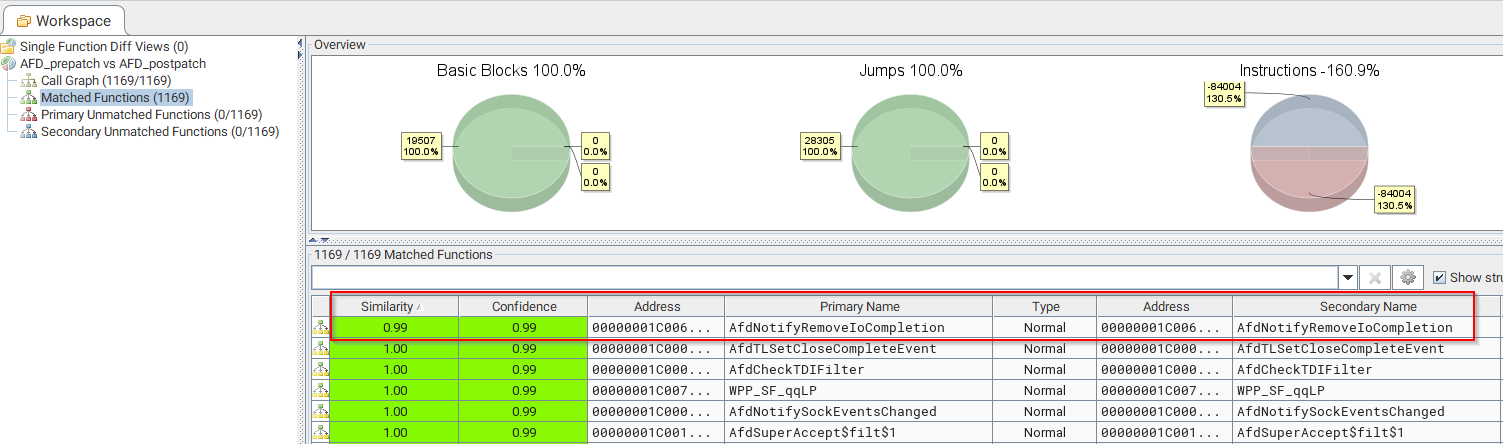 Workspace
Single Function Diff Views (0)
AFD_prepatch vs AFD_postpatch
Call Graph (1169/1169)
Matched Functions (1169)
Primary Unmatched Functions (0/1169)
Secondary Unmatched Functions (0/1169)
Overview
Basic Blocks 100.0%
19507
100.0%
0
0.0%
0
0.0%
Jumps 100.0%
28305
100.0%
0
0.0%
0
0.0%
Instructions -160.9%
-84004
130.5%
-84004
130.5%
1169 / 1169 Matched Functions
Show stru
Similarity Confidence Address Primary Name Type Address Secondary Name
0.99 0.99 00000001C006... AfdNotifyRemoveIoCompletion Normal 00000001C006... AfdNotifyRemoveIoCompletion
1.00 0.99 00000001C000... AfdTLSetCloseCompleteEvent Normal 00000001C000... AfdTLSetCloseCompleteEvent
1.00 0.99 00000001C000... AfdCheckTDIFilter Normal 00000001C000... AfdCheckTDIFilter
1.00 0.99 00000001C007... WPP_SF_qqLP Normal 00000001C007... WPP_SF_qqLP
1.00 0.99 00000001C000... AfdNotifySockEventsChanged Normal 00000001C000... AfdNotifySockEventsChanged
1.00 0.99 00000001C001... AfdSuperAccept$filt$1 Normal 00000001C001... AfdSuperAccept$filt$1